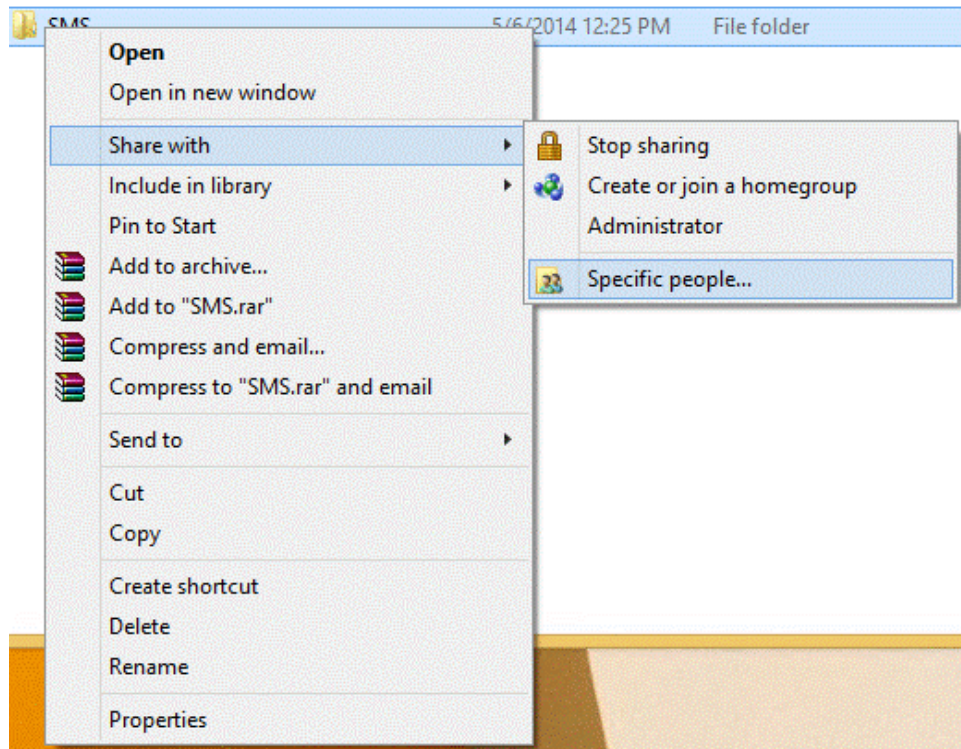 SMS 5/6/2014 12:25 PM File folder
Open
Open in new window
Share with
Include in library
Pin to Start
Add to archive...
Add to "SMS.rar"
Compress and email...
Compress to "SMS.rar" and email
Send to
Cut
Copy
Create shortcut
Delete
Rename
Properties
Stop sharing
Create or join a homegroup
Administrator
Specific people...